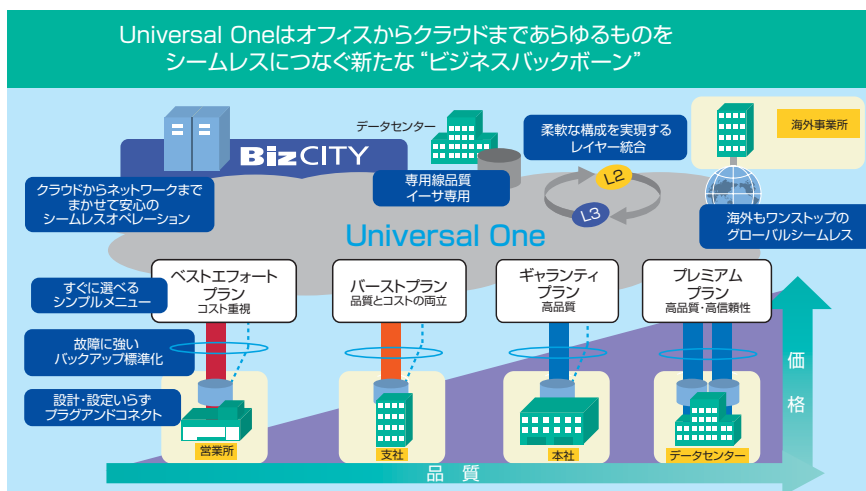 Universal Oneはオフィスからクラウドまであらゆるものを
シームレスにつなぐ新たな“ビジネスバックボーン”
データセンター
BizCITY
クラウドからネットワークまで
まかせて安心の
シームレスオペレーション
専用線品質
イーサ専用
柔軟な構成を実現する
レイヤー統合
L2
L3
海外事業所
海外もワンストップの
グローバルシームレス
Universal One
すぐに選べる
シンプルメニュー
ベストエフォート
プラン
コスト重視
バーストプラン
品質とコストの両立
ギャランティ
プラン
高品質
プレミアム
プラン
高品質・高信頼性
故障に強い
バックアップ標準化
設計・設定いらず
プラグアンドコネクト
営業所
支社
本社
データセンター
価格
品質